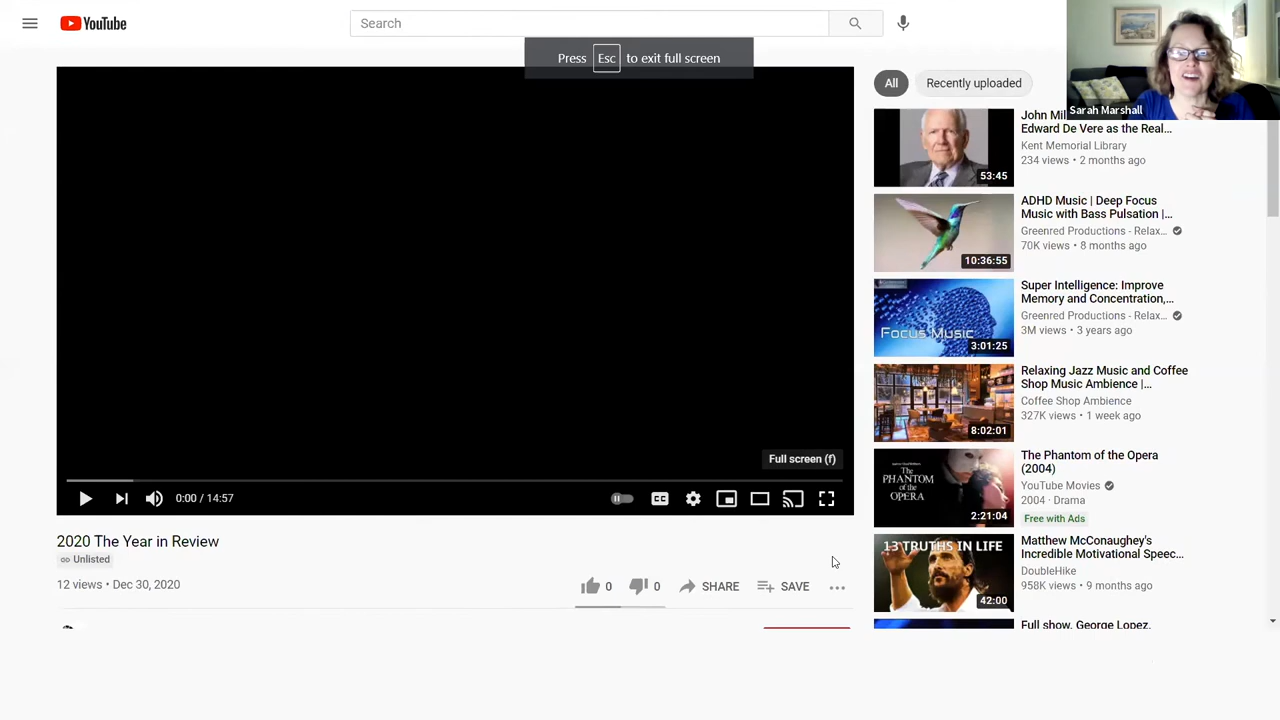 YouTube
Search
Press Esc to exit full screen
Sarah Marshall
All
Recently uploaded
John Mil
Edward De Vere as the Real...
Kent Memorial Library
234 views • 2 months ago
53:45
ADHD Music | Deep Focus
Music with Bass Pulsation |...
Greenred Productions - Relax...
70K views • 8 months ago
10:36:55
Super Intelligence: Improve
Memory and Concentration,...
Greenred Productions - Relax...
3M views • 3 years ago
Focus Music
3:01:25
Relaxing Jazz Music and Coffee
Shop Music Ambience |...
Coffee Shop Ambience
327K views • 1 week ago
8:02:01
The Phantom of the Opera
(2004)
YouTube Movies
2004 • Drama
Free with Ads
The
PHANTOM
of the
OPERA
2:21:04
Matthew McConaughey's
Incredible Motivational Speec...
DoubleHike
958K views • 9 months ago
13 TRUTHS IN LIFE
42:00
Full show. George Lopez.
Full screen (f)
0:00 / 14:57
CC
2020 The Year in Review
Unlisted
12 views • Dec 30, 2020
0
0
SHARE
SAVE